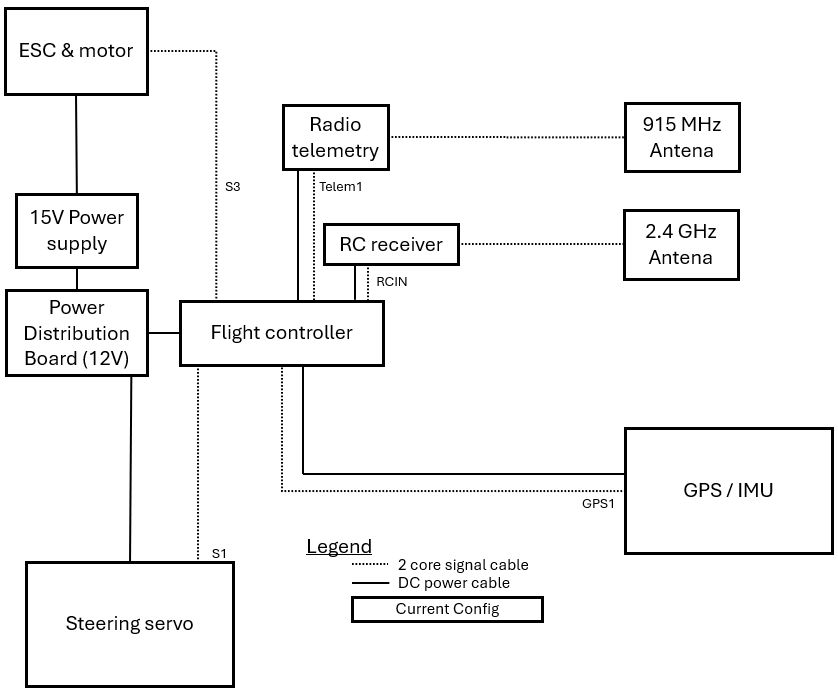 ESC & motor
Radio
telemetry
915 MHz
Antena
S3
Telem1
15V Power
supply
RC receiver
2.4 GHz
Antena
RCIN
Power
Distribution
Board (12V)
Flight controller
GPS / IMU
GPS1
S1
Legend
2 core signal cable
DC power cable
Current Config
Steering servo